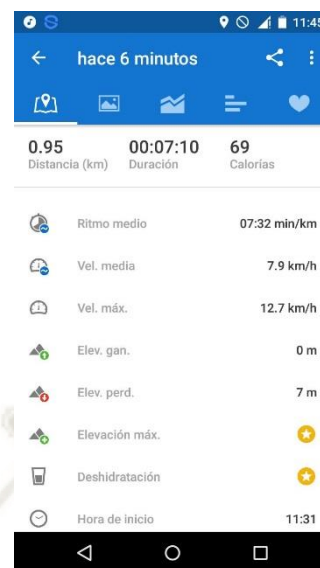 11:45
hace 6 minutos
0.95 00:07:10 69
Distancia (km) Duración Calorías
Ritmo medio 07:32 min/km
Vel. media 7.9 km/h
Vel. máx. 12.7 km/h
Elev. gan. 0 m
Elev. perd. 7 m
Elevación máx.
Deshidratación
Hora de inicio 11:31